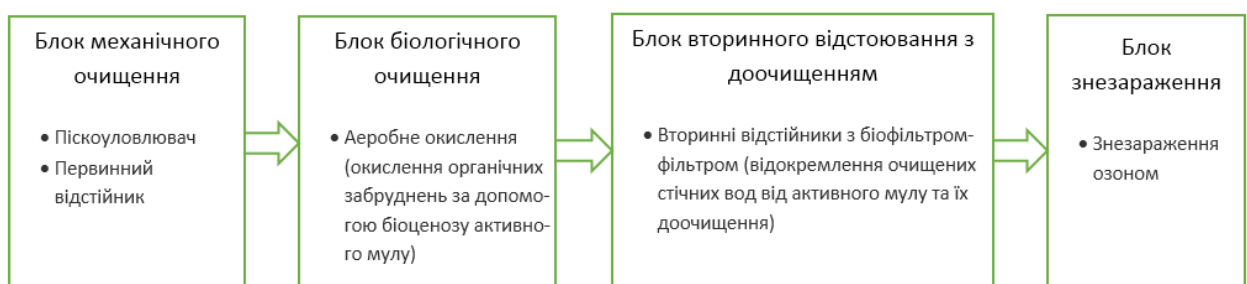 Блок механічного
очищення
• Піскоуловлювач
• Первинний
відстійник
Блок біологічного
очищення
• Аеробне окислення
(окислення органічних
забруднень за допомо-
гою біоценозу активно-
го мулу)
Блок вторинного відстоювання з
доочищенням
• Вторинні відстійники з біофільтром-
фільтром (відокремлення очищених
стічних вод від активного мулу та їх
доочищення)
Блок
знезараження
• Знезараження
озоном